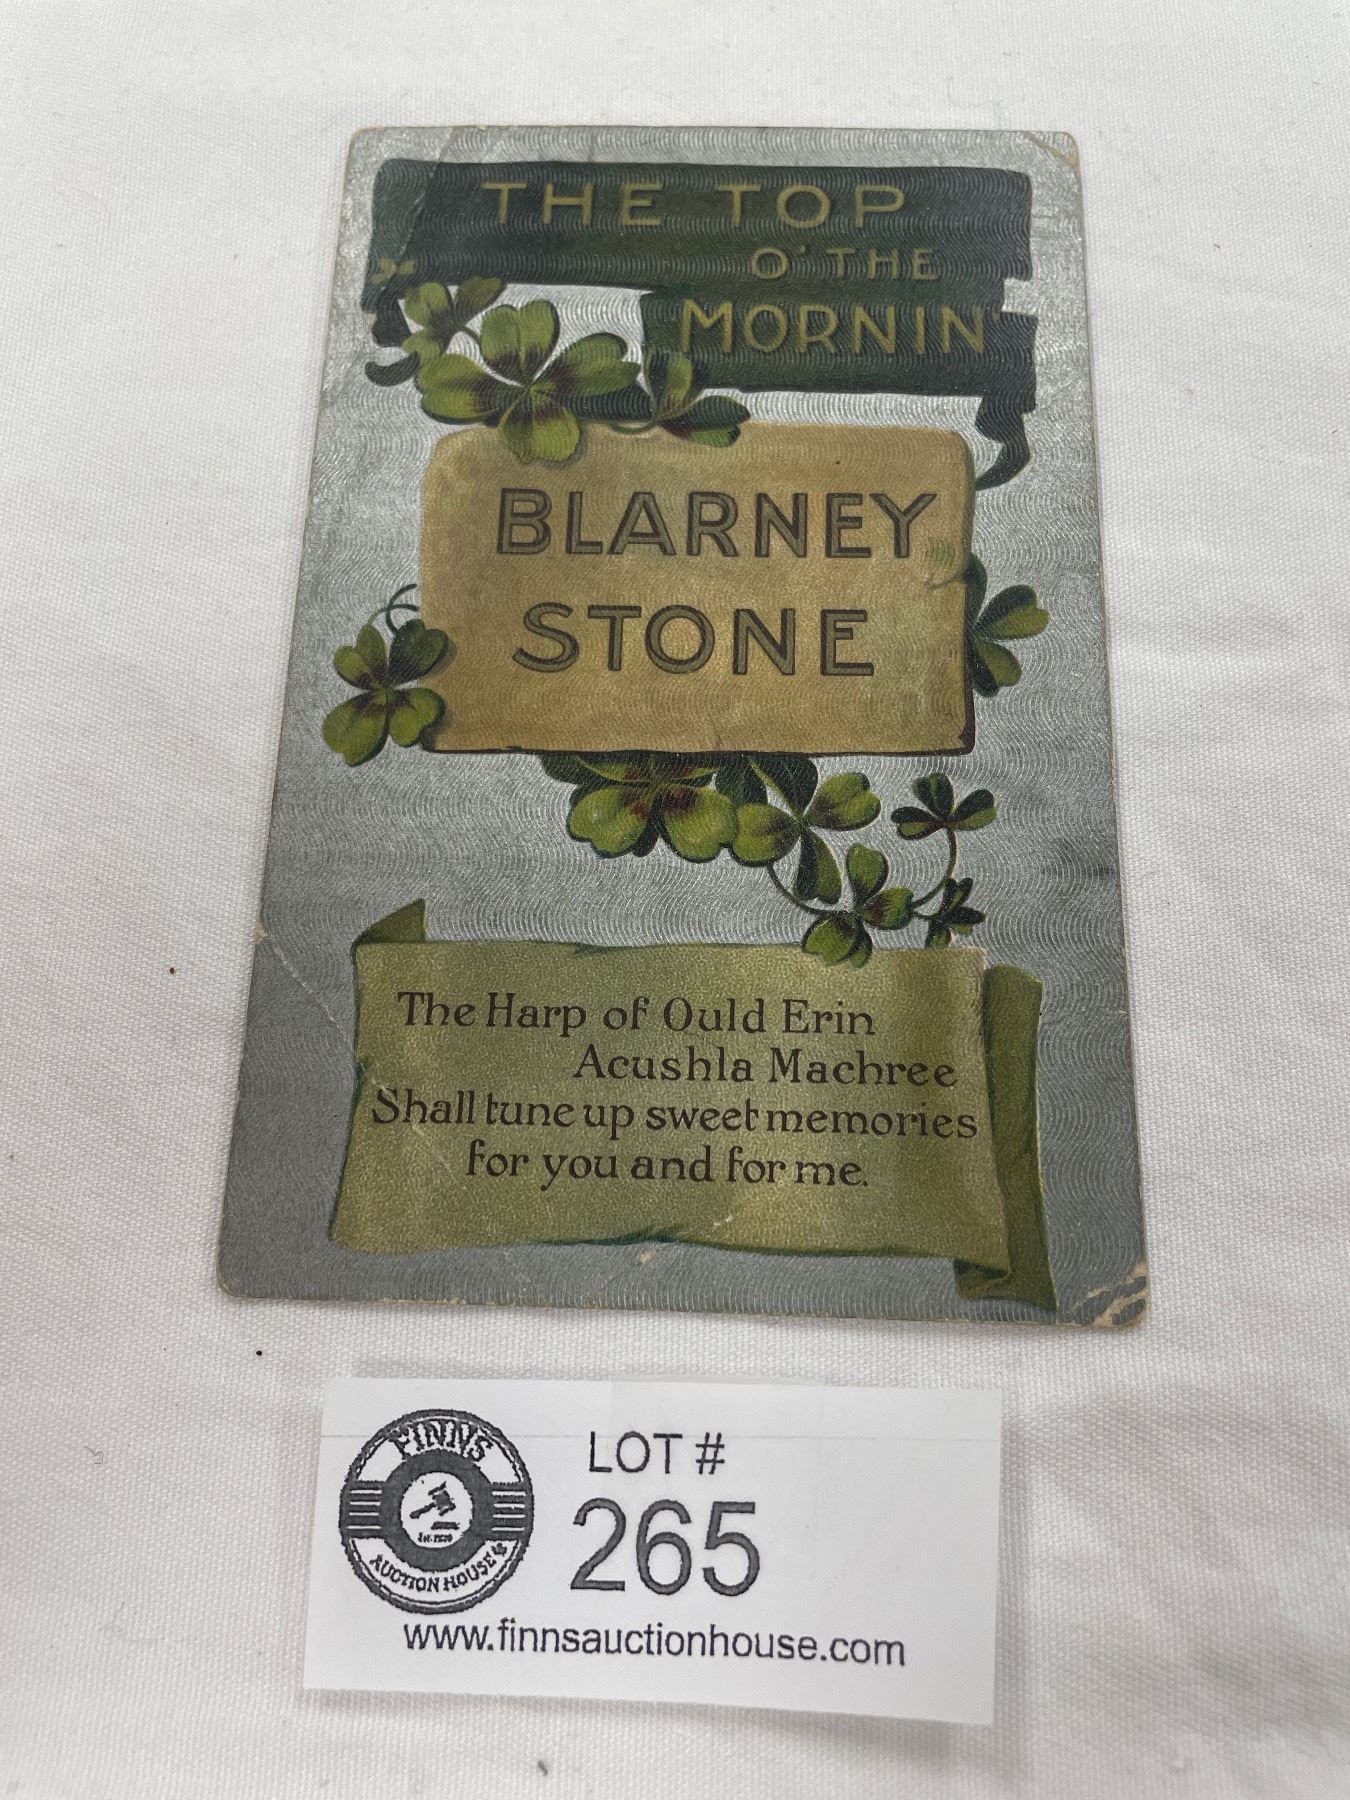 THE TOP
O' THE
MORNIN'
BLARNEY
STONE
The Harp of Ould Erin
Acushla Machree
Shall tune up sweet memories
for you and for me.
FINNS
AUCTION HOUSE
LOT #
265
www.finnsauctionhouse.com